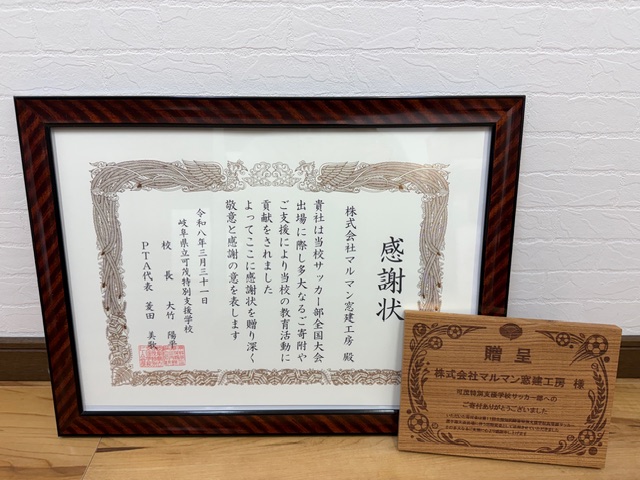 感謝状
株式会社マルマン窓建工房 殿
貴社は当校サッカー部全国大会
出場に際し多大なるご寄附や
ご支援により当校の教育活動に
貢献をされました
よってここに感謝状を贈り深く
敬意と感謝の意を表します
令和八年三月三十一日
岐阜県立可茂特別支援学校
校長 大竹 陽平
PTA代表 菱田 美敬
贈呈
株式会社マルマン窓建工房 様
可茂特別支援学校サッカー部への
ご寄付ありがとうございました